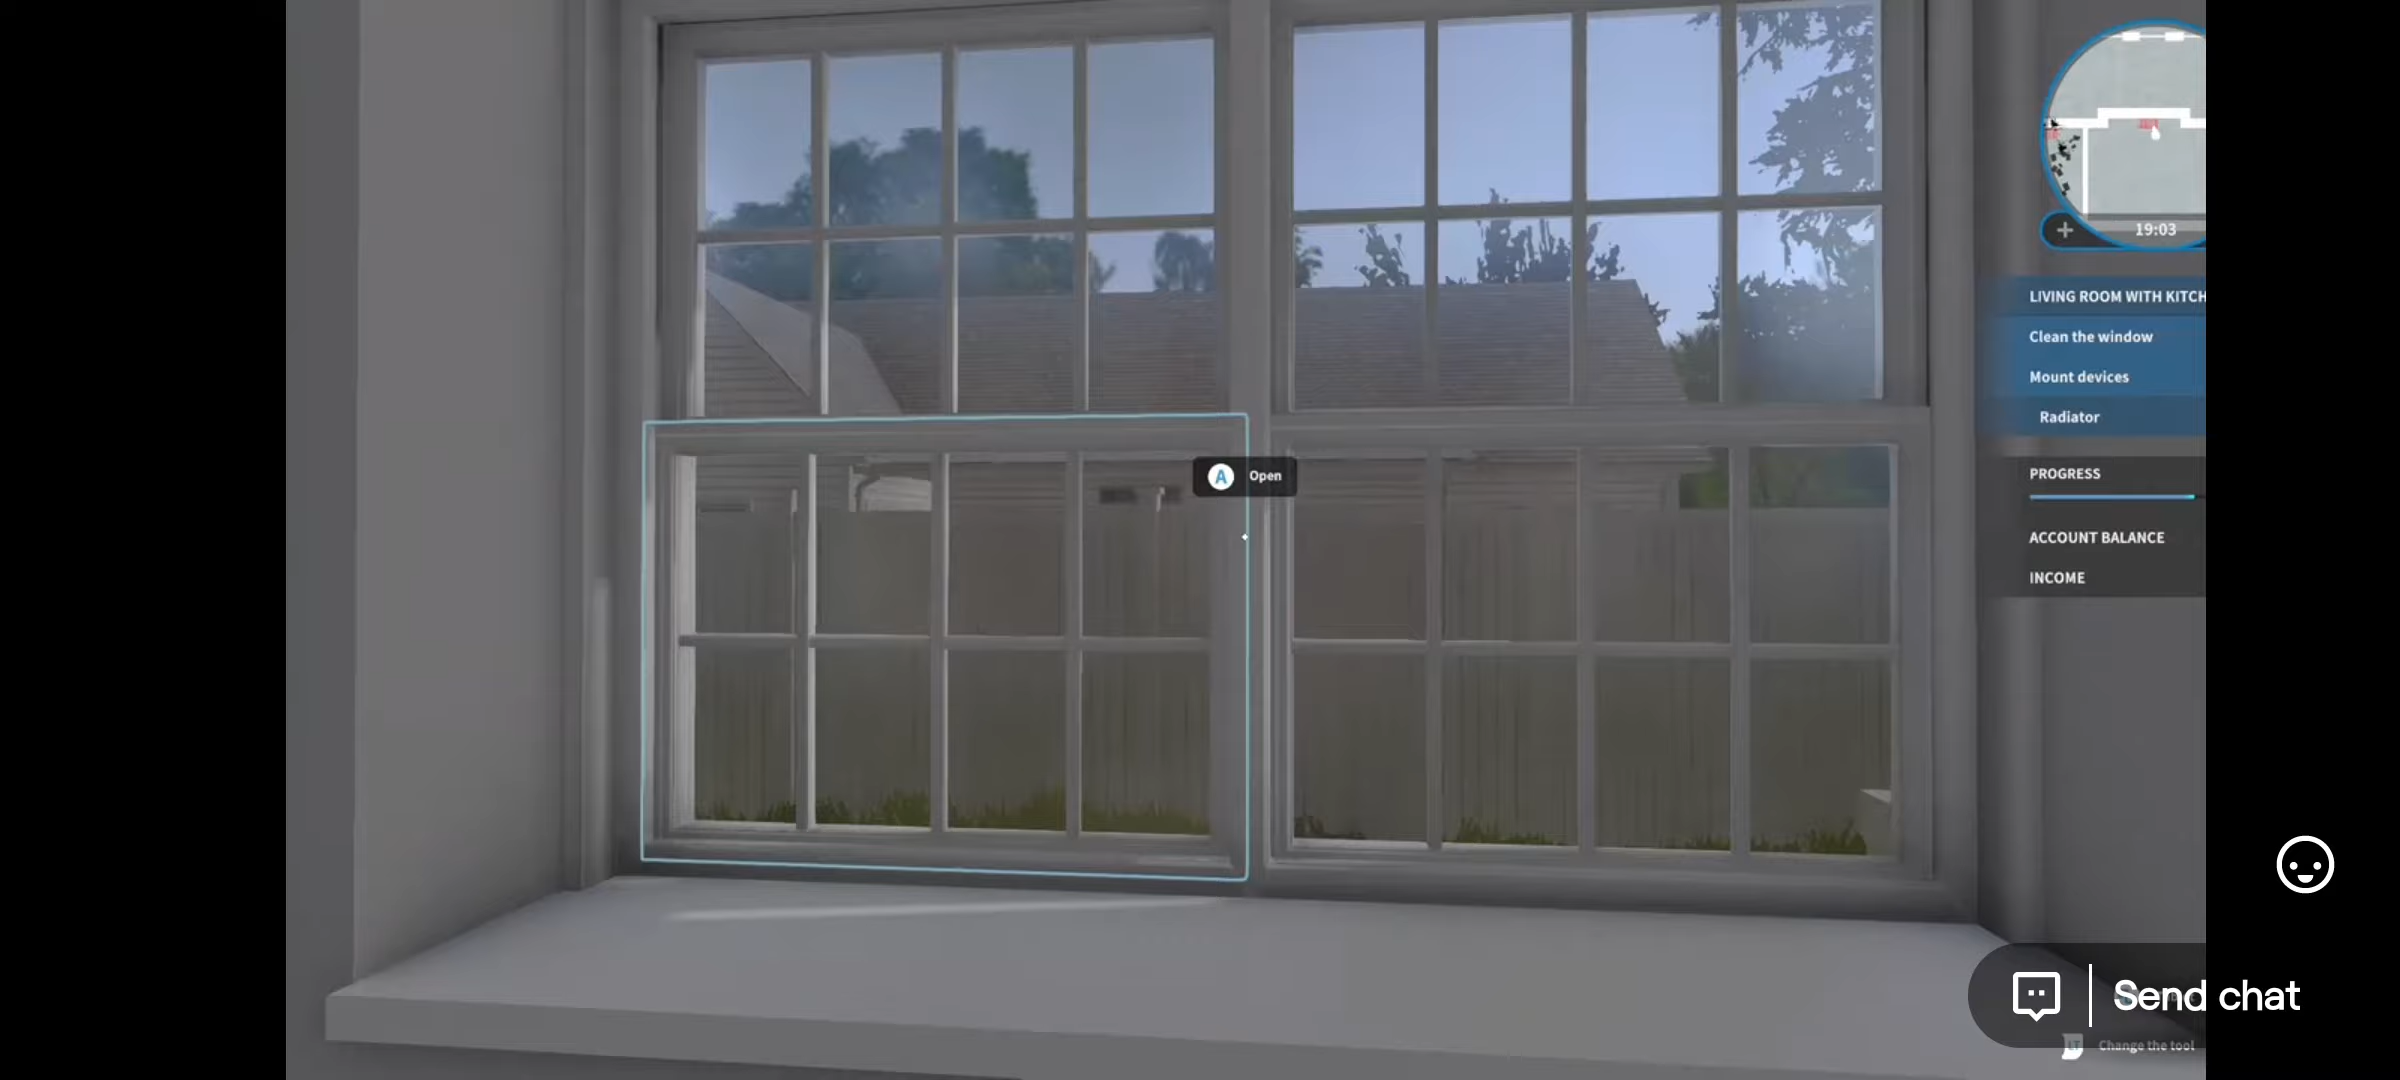 19:03
LIVING ROOM WITH KITCH
Clean the window
Mount devices
Radiator
A Open
PROGRESS
ACCOUNT BALANCE
INCOME
Send chat
LT Change the tool